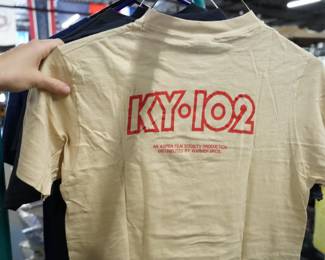 KY·102
AN ASPEN FILM SOCIETY PRODUCTION
DISTRIBUTED BY WARNER BROS.